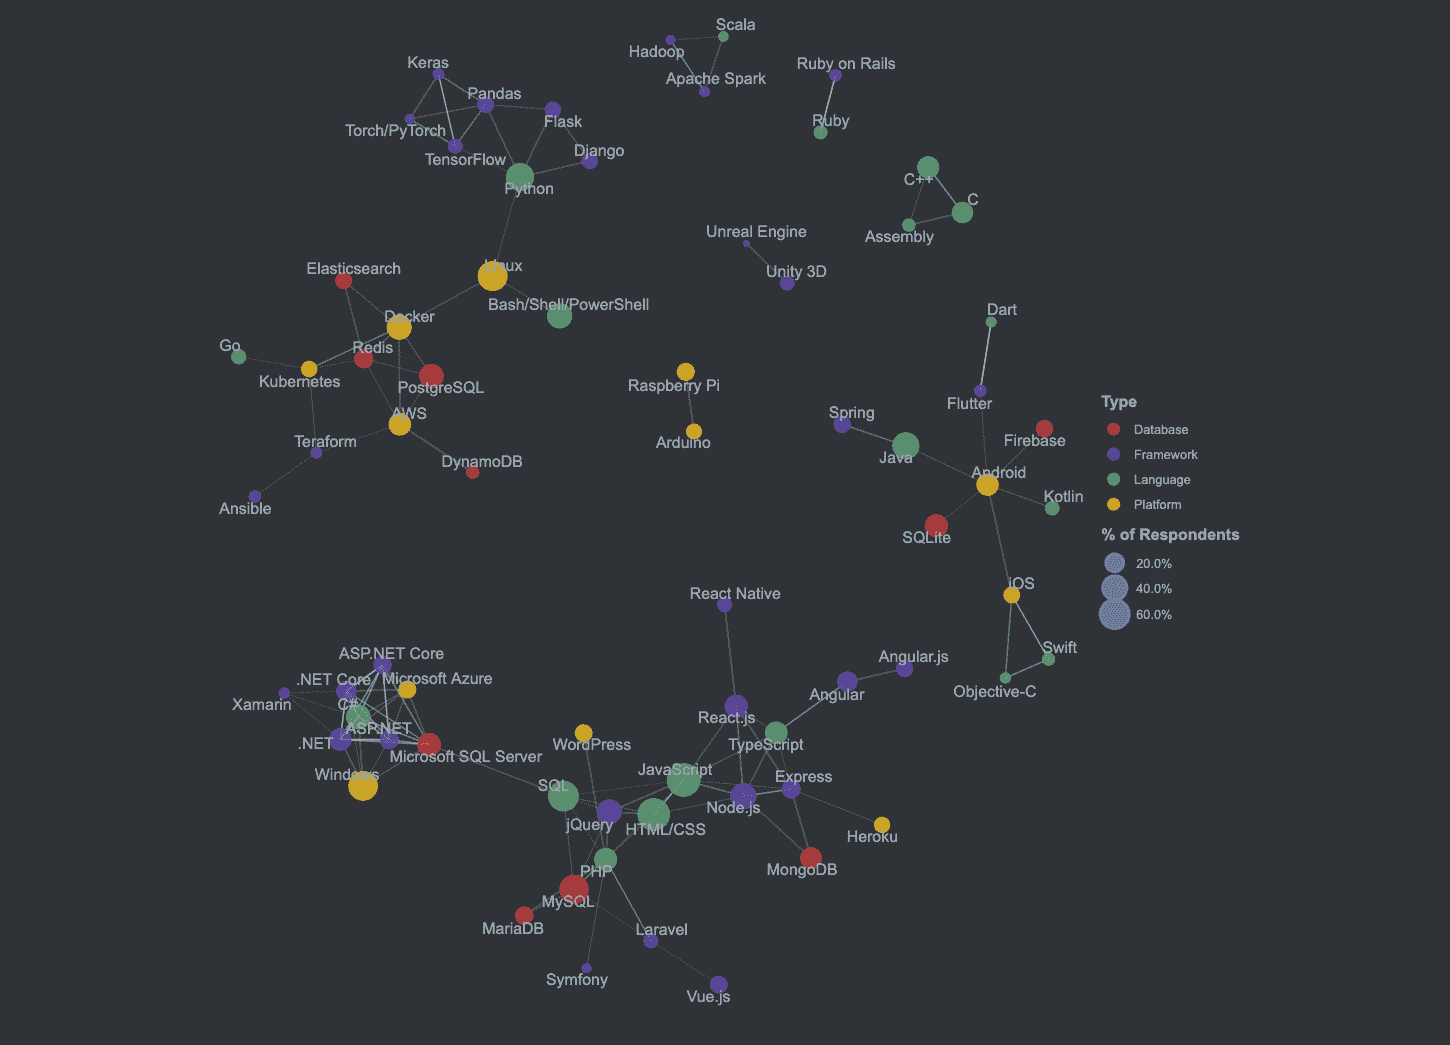 Scala
Hadoop
Keras
Ruby on Rails
Apache Spark
Pandas
Ruby
Flask
Torch/PyTorch
Django
TensorFlow
C++
Python
C
Unreal Engine
Assembly
Linux
Elasticsearch
Unity 3D
Bash/Shell/PowerShell
Dart
Docker
Go
Redis
Kubernetes
PostgreSQL
Raspberry Pi
Flutter
Type
AWS
Spring
Database
Teraform
Arduino
Firebase
Java
Framework
DynamoDB
Android
Language
Kotlin
Platform
Ansible
% of Respondents
SQLite
20.0%
iOS
40.0%
React Native
60.0%
Swift
ASP.NET Core
Angular.js
.NET Core
Microsoft Azure
Objective-C
Angular
Xamarin
C#
React.js
ASP.NET
.NET
WordPress
TypeScript
Microsoft SQL Server
JavaScript
Windows
Express
SQL
Node.js
jQuery
HTML/CSS
Heroku
PHP
MongoDB
MySQL
MariaDB
Laravel
Symfony
Vue.js